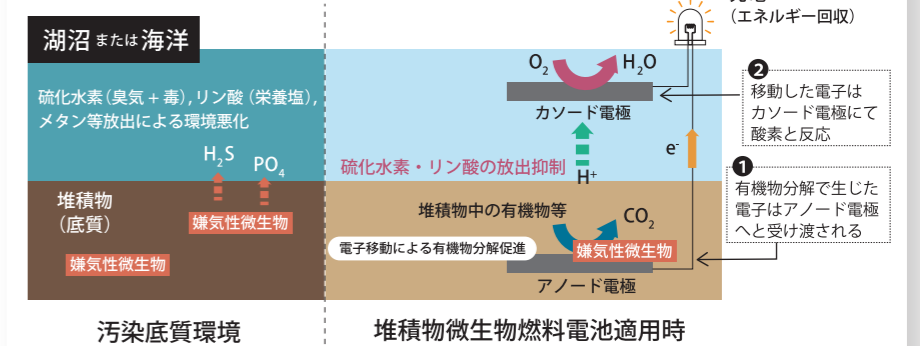 （エネルギー回収）
湖沼 または 海洋
硫化水素（臭気 + 毒）, リン酸（栄養塩）,
メタン等放出による環境悪化
H₂S
PO₄
堆積物
（底質）
嫌気性微生物
嫌気性微生物
汚染底質環境
O₂
H₂O
カソード電極
e⁻
硫化水素・リン酸の放出抑制
H⁺
堆積物中の有機物等
CO₂
電子移動による有機物分解促進
嫌気性微生物
アノード電極
堆積物微生物燃料電池適用時
❷
移動した電子は
カソード電極にて
酸素と反応
❶
有機物分解で生じた
電子はアノード電極
へと受け渡される